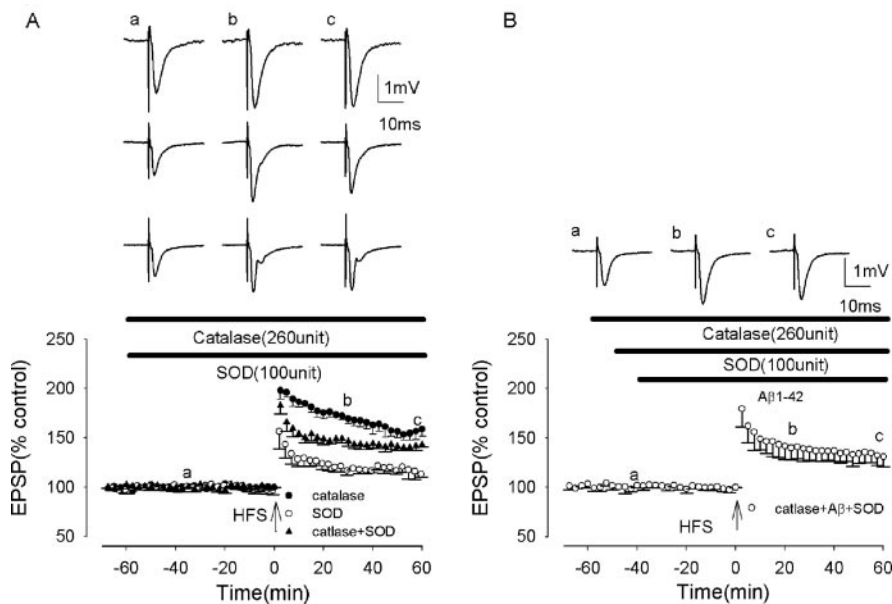 A
a b c
1mV
10ms
Catalase(260unit)
SOD(100unit)
250
200
150
100
50
EPSP(% control)
b
c
a
HFS
catalase
SOD
catlase+SOD
-60 -40 -20 0 20 40 60
Time(min)
B
a b c
1mV
10ms
Catalase(260unit)
SOD(100unit)
Aβ1-42
250
200
150
100
50
EPSP(% control)
b
c
a
HFS
catlase+Aβ+SOD
-60 -40 -20 0 20 40 60
Time(min)